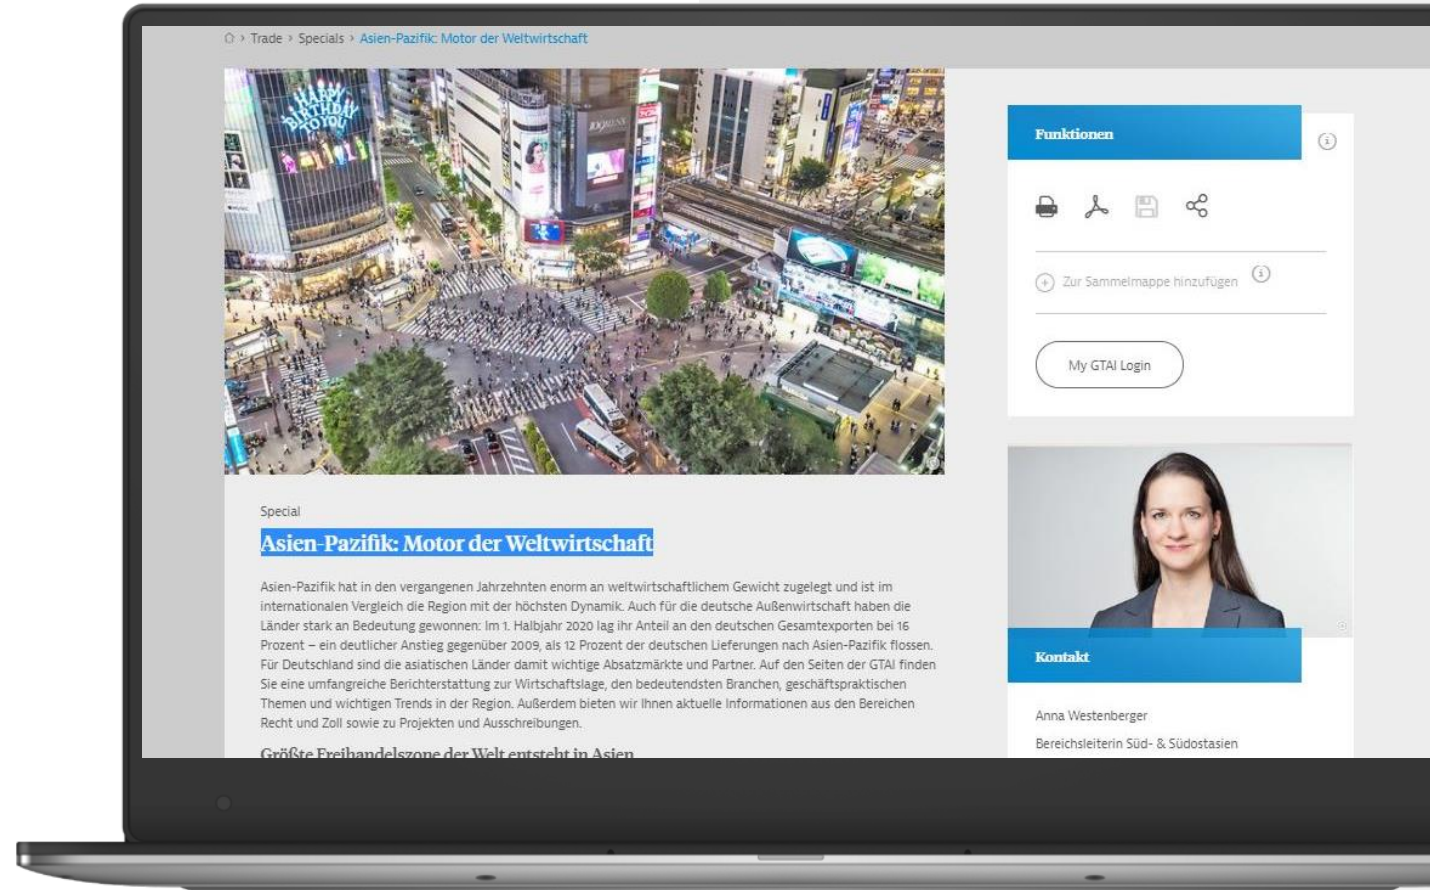 Trade > Specials > Asien-Pazifik: Motor der Weltwirtschaft
HAPPY
BIRTHDAY
TO YOU
Special
Asien-Pazifik: Motor der Weltwirtschaft
Asien-Pazifik hat in den vergangenen Jahrzehnten enorm an weltwirtschaftlichem Gewicht zugelegt und ist im
internationalen Vergleich die Region mit der höchsten Dynamik. Auch für die deutsche Außenwirtschaft haben die
Länder stark an Bedeutung gewonnen: Im 1. Halbjahr 2020 lag ihr Anteil an den deutschen Gesamtexporten bei 16
Prozent – ein deutlicher Anstieg gegenüber 2009, als 12 Prozent der deutschen Lieferungen nach Asien-Pazifik flossen.
Für Deutschland sind die asiatischen Länder damit wichtige Absatzmärkte und Partner. Auf den Seiten der GTAI finden
Sie eine umfangreiche Berichterstattung zur Wirtschaftslage, den bedeutendsten Branchen, geschäftspraktischen
Themen und wichtigen Trends in der Region. Außerdem bieten wir Ihnen aktuelle Informationen aus den Bereichen
Recht und Zoll sowie zu Projekten und Ausschreibungen.
Größte Freihandelszone der Welt entsteht in Asien
Funktionen
Zur Sammelmappe hinzufügen
My GTAI Login
Kontakt
Anna Westenberger
Bereichsleiterin Süd- & Südostasien